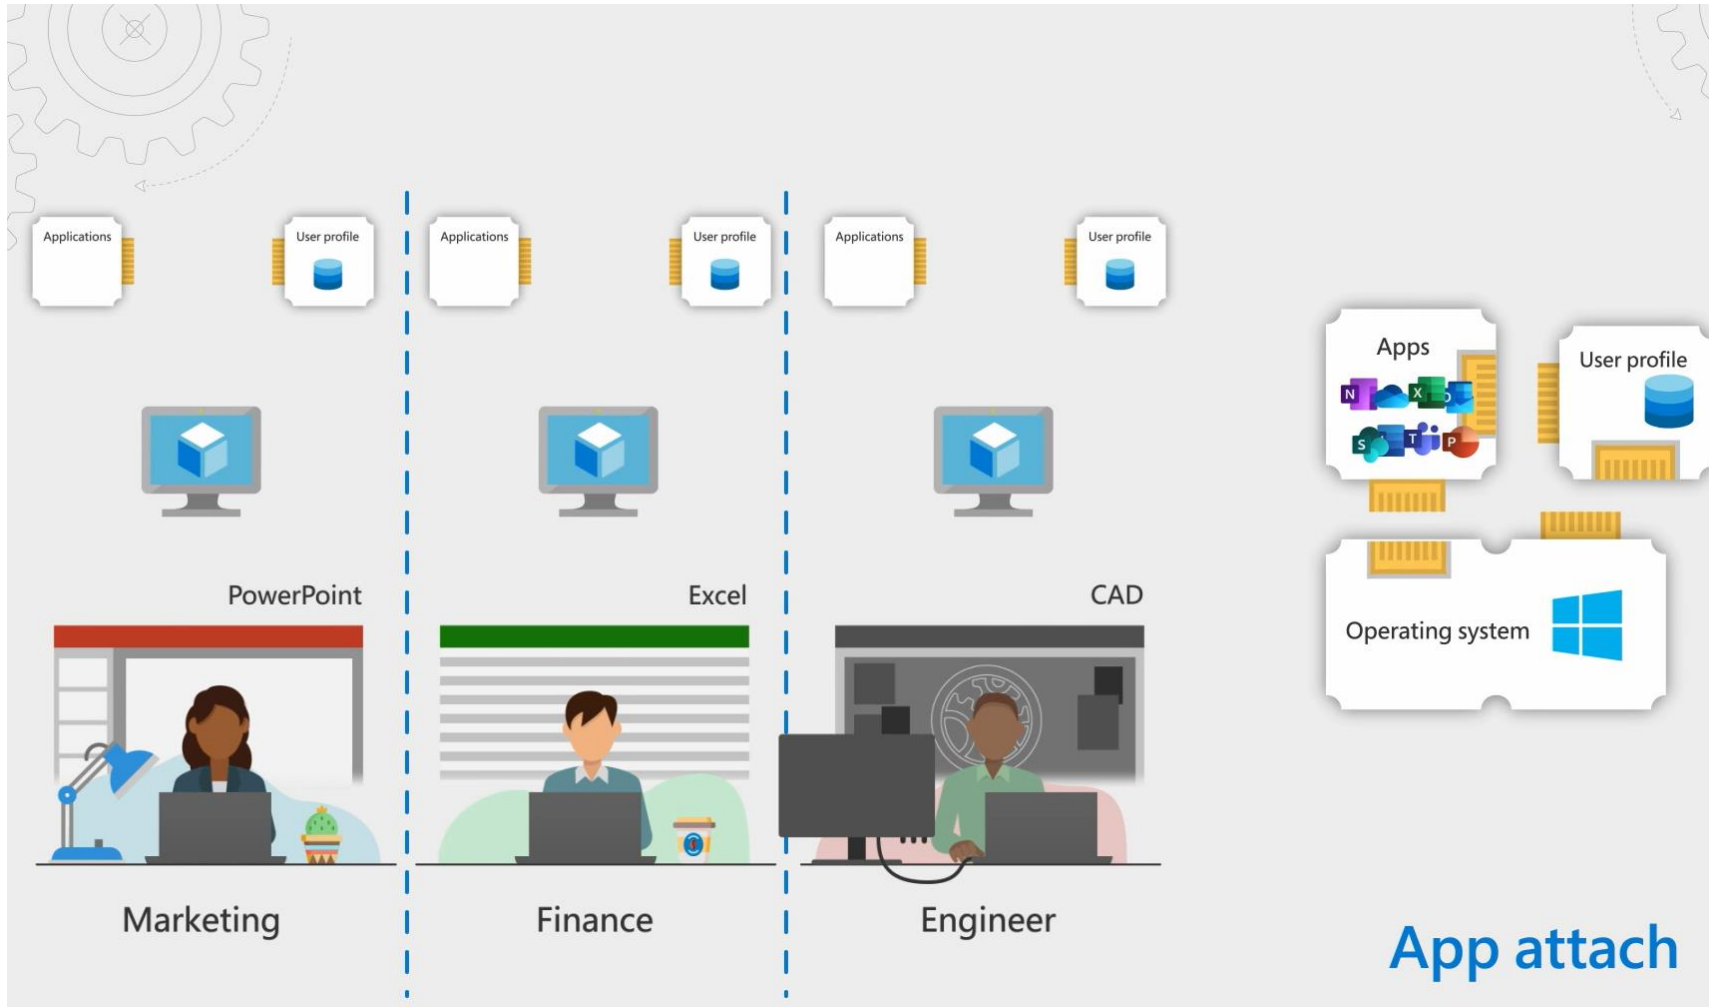 Applications
User profile
Applications
User profile
Applications
User profile
Apps
N
X
S
T
P
User profile
Operating system
PowerPoint
Excel
CAD
Marketing
Finance
Engineer
App attach